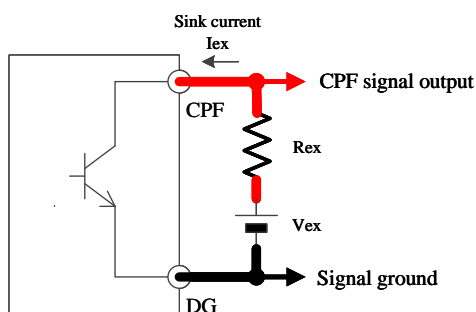 Sink current
Iex
CPF signal output
CPF
Rex
Vex
Signal ground
DG